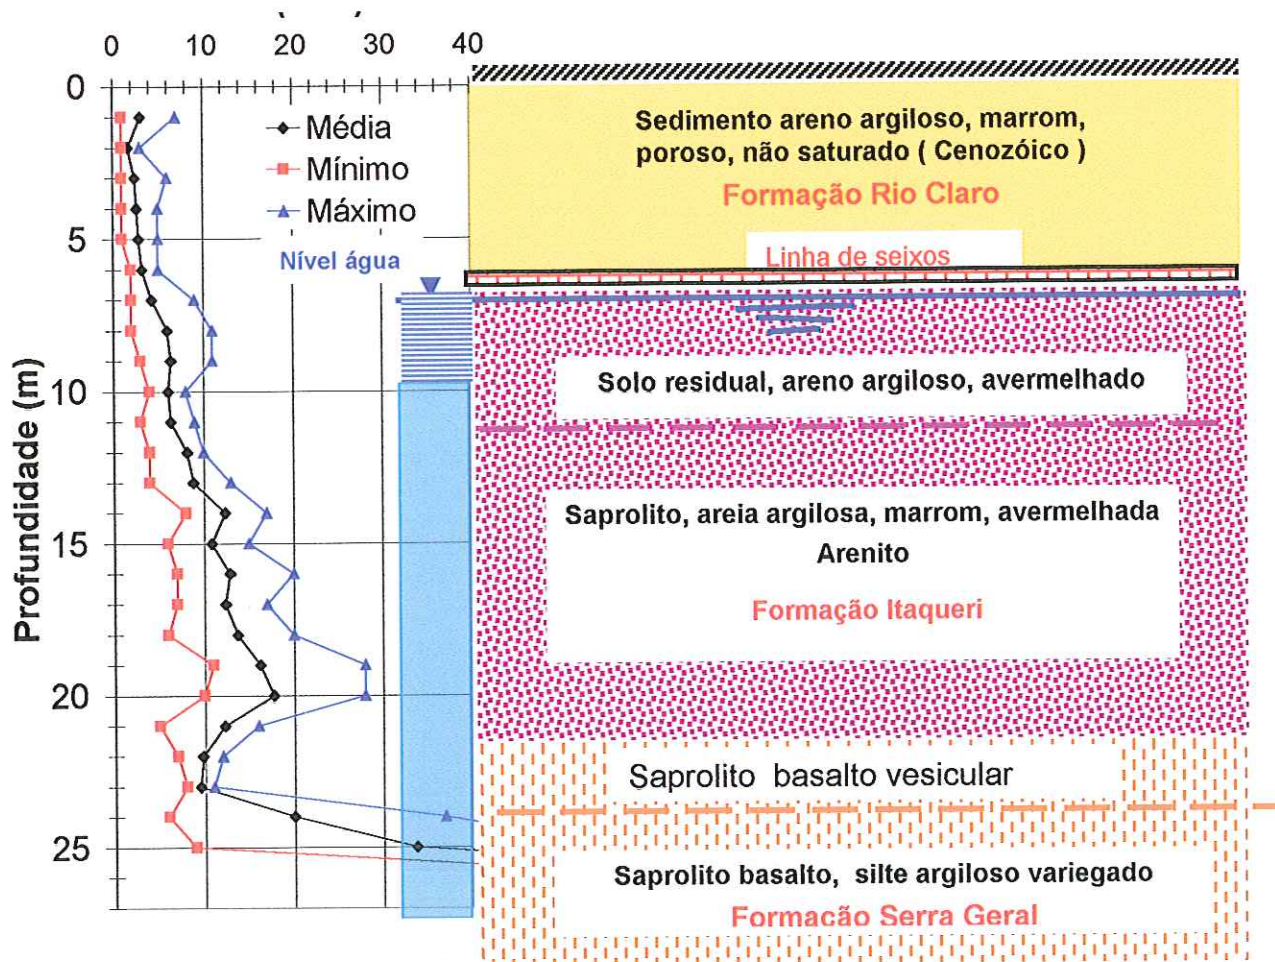 0 10 20 30 40
0
Média
Mínimo
Máximo
5
Nível água
10
15
20
25
Profundidade (m)
Sedimento areno argiloso, marrom,
poroso, não saturado ( Cenozóico )
Formação Rio Claro
Linha de seixos
Solo residual, areno argiloso, avermelhado
Saprolito, areia argilosa, marrom, avermelhada
Arenito
Formação Itaqueri
Saprolito basalto vesicular
Saprolito basalto, silte argiloso variegado
Formação Serra Geral